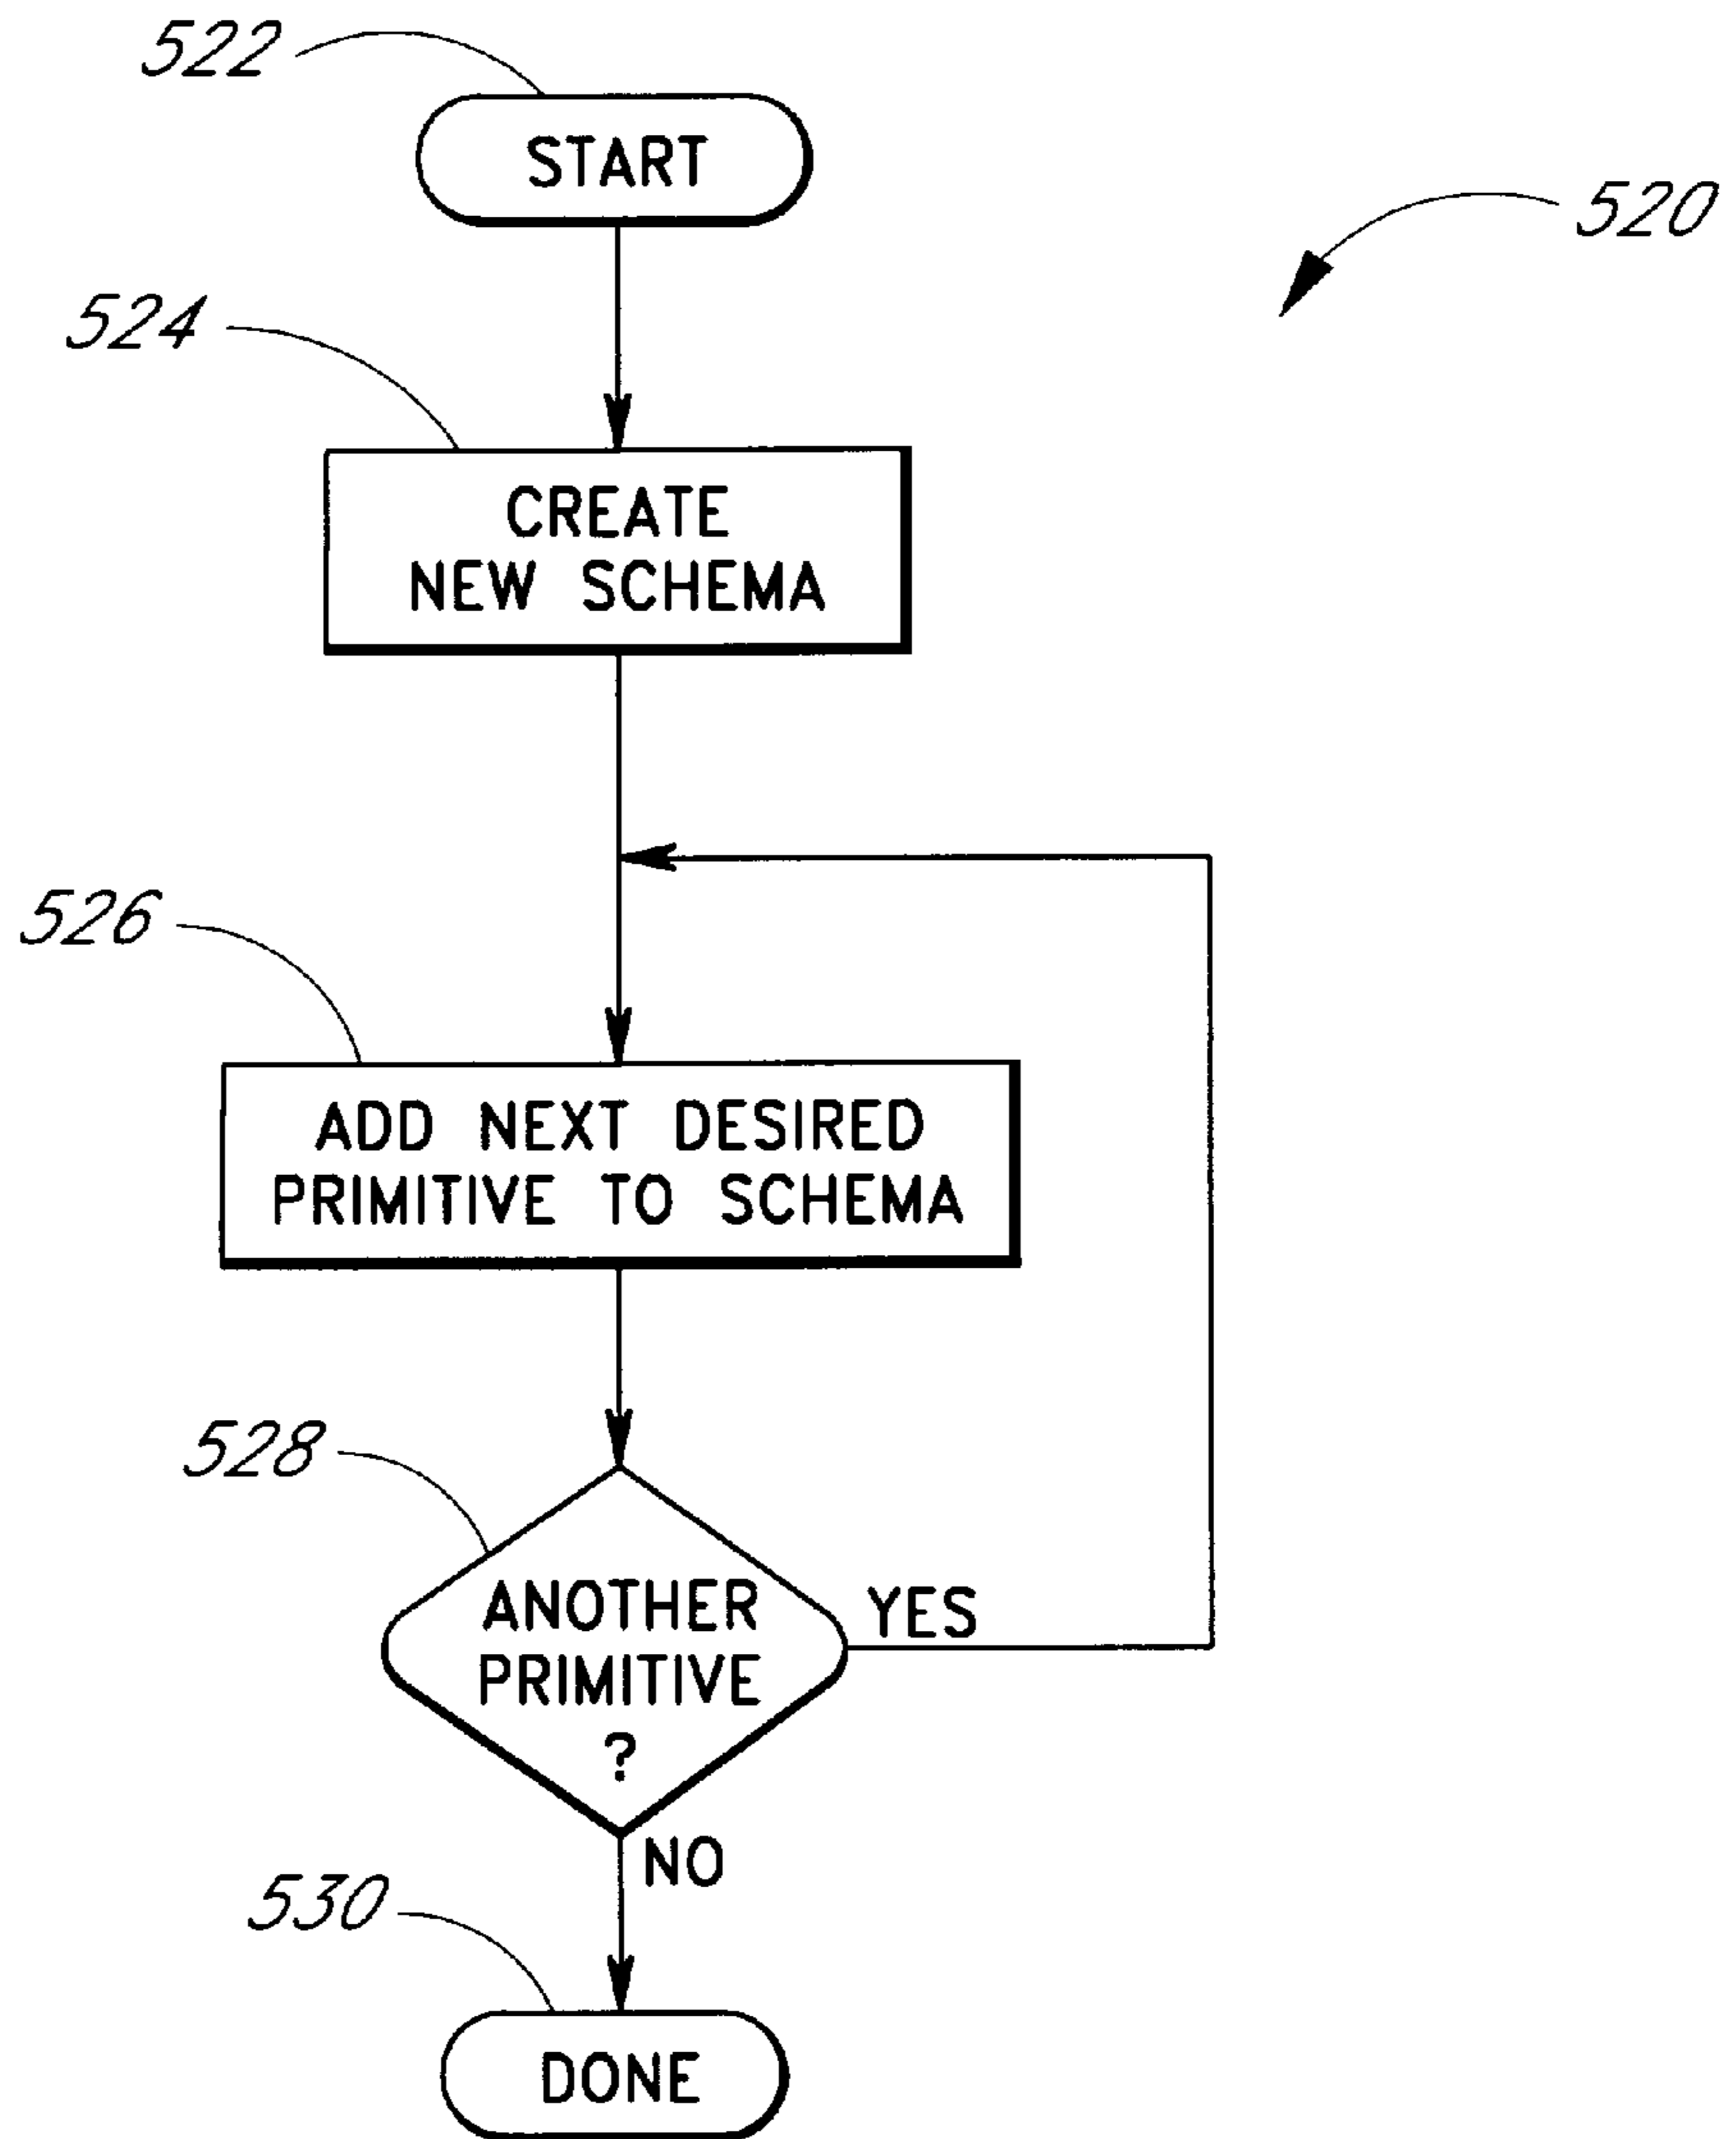 522
START
520
524
CREATE
NEW SCHEMA
526
ADD NEXT DESIRED
PRIMITIVE TO SCHEMA
528
ANOTHER
PRIMITIVE
?
YES
NO
530
DONE